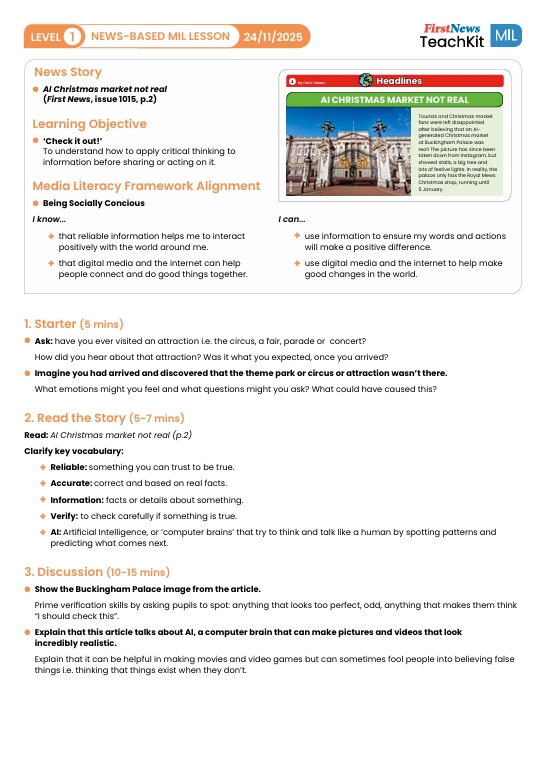 LEVEL 1 NEWS-BASED MIL LESSON 24/11/2025
FirstNews
TeachKit
MIL
News Story
AI Christmas market not real
(First News, issue 1015, p.2)
Learning Objective
'Check it out!'
To understand how to apply critical thinking to
information before sharing or acting on it.
Media Literacy Framework Alignment
Being Socially Concious
Headlines
AI CHRISTMAS MARKET NOT REAL
Tourists and Christmas market
fans were left disappointed
after believing that an AI-
generated Christmas market
at Buckingham Palace was
real! The picture has since been
taken down from Instagram, but
showed stalls, a big tree and
lots of festive lights. In reality, the
palace only has the Royal Mews
Christmas shop, running until
5 January.
I know...
+ that reliable information helps me to interact
positively with the world around me.
+ that digital media and the internet can help
people connect and do good things together.
I can...
+ use information to ensure my words and actions
will make a positive difference.
+ use digital media and the internet to help make
good changes in the world.
1. Starter (5 mins)
Ask: have you ever visited an attraction i.e. the circus, a fair, parade or concert?
How did you hear about that attraction? Was it what you expected, once you arrived?
Imagine you had arrived and discovered that the theme park or circus or attraction wasn't there.
What emotions might you feel and what questions might you ask? What could have caused this?
2. Read the Story (5-7 mins)
Read: AI Christmas market not real (p.2)
Clarify key vocabulary:
+ Reliable: something you can trust to be true.
+ Accurate: correct and based on real facts.
+ Information: facts or details about something.
+ Verify: to check carefully if something is true.
+ AI: Artificial Intelligence, or 'computer brains' that try to think and talk like a human by spotting patterns and
predicting what comes next.
3. Discussion (10-15 mins)
Show the Buckingham Palace image from the article.
Prime verification skills by asking pupils to spot: anything that looks too perfect, odd, anything that makes them think
"I should check this".
Explain that this article talks about AI, a computer brain that can make pictures and videos that look
incredibly realistic.
Explain that it can be helpful in making movies and video games but can sometimes fool people into believing false
things i.e. thinking that things exist when they don't.